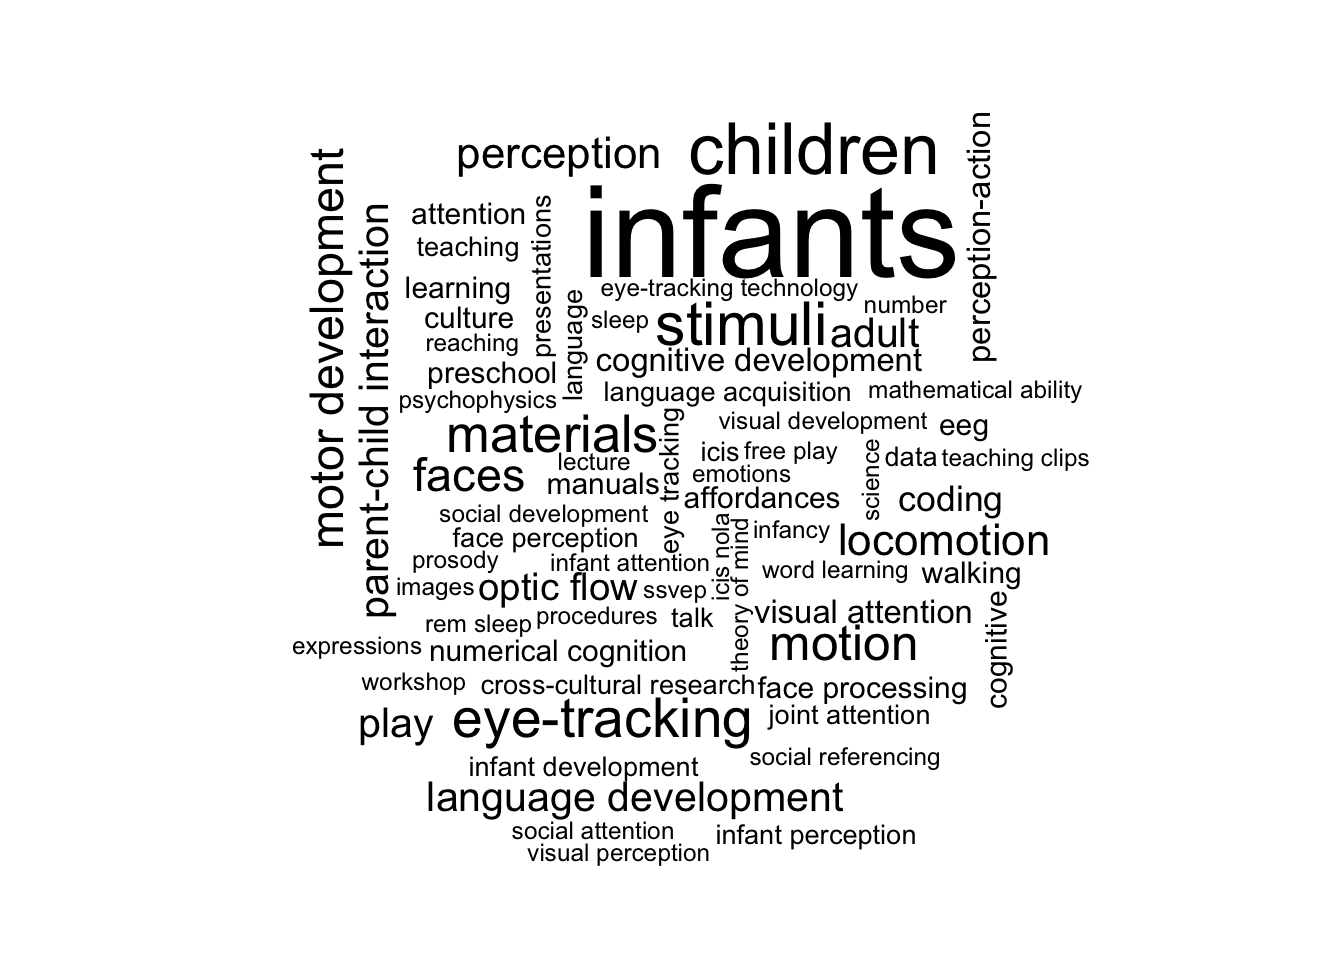 children
perception
perception-action
motor development
infants
attention
presentations
parent-child interaction
teaching
learning
eye-tracking technology
number
language
culture
sleep
stimuli
adult
reaching
cognitive development
preschool
language acquisition
mathematical ability
psychophysics
visual development
eeg
materials
eye tracking
icis
free play
science
data
teaching clips
faces
lecture
emotions
manuals
affordances
coding
social development
icis nola
theory of mind
infancy
face perception
locomotion
prosody
infant attention
word learning
walking
images
optic flow
ssvep
cognitive
rem sleep
procedures
talk
visual attention
expressions
numerical cognition
motion
workshop
cross-cultural research
face processing
play
eye-tracking
joint attention
infant development
social referencing
language development
social attention
infant perception
visual perception